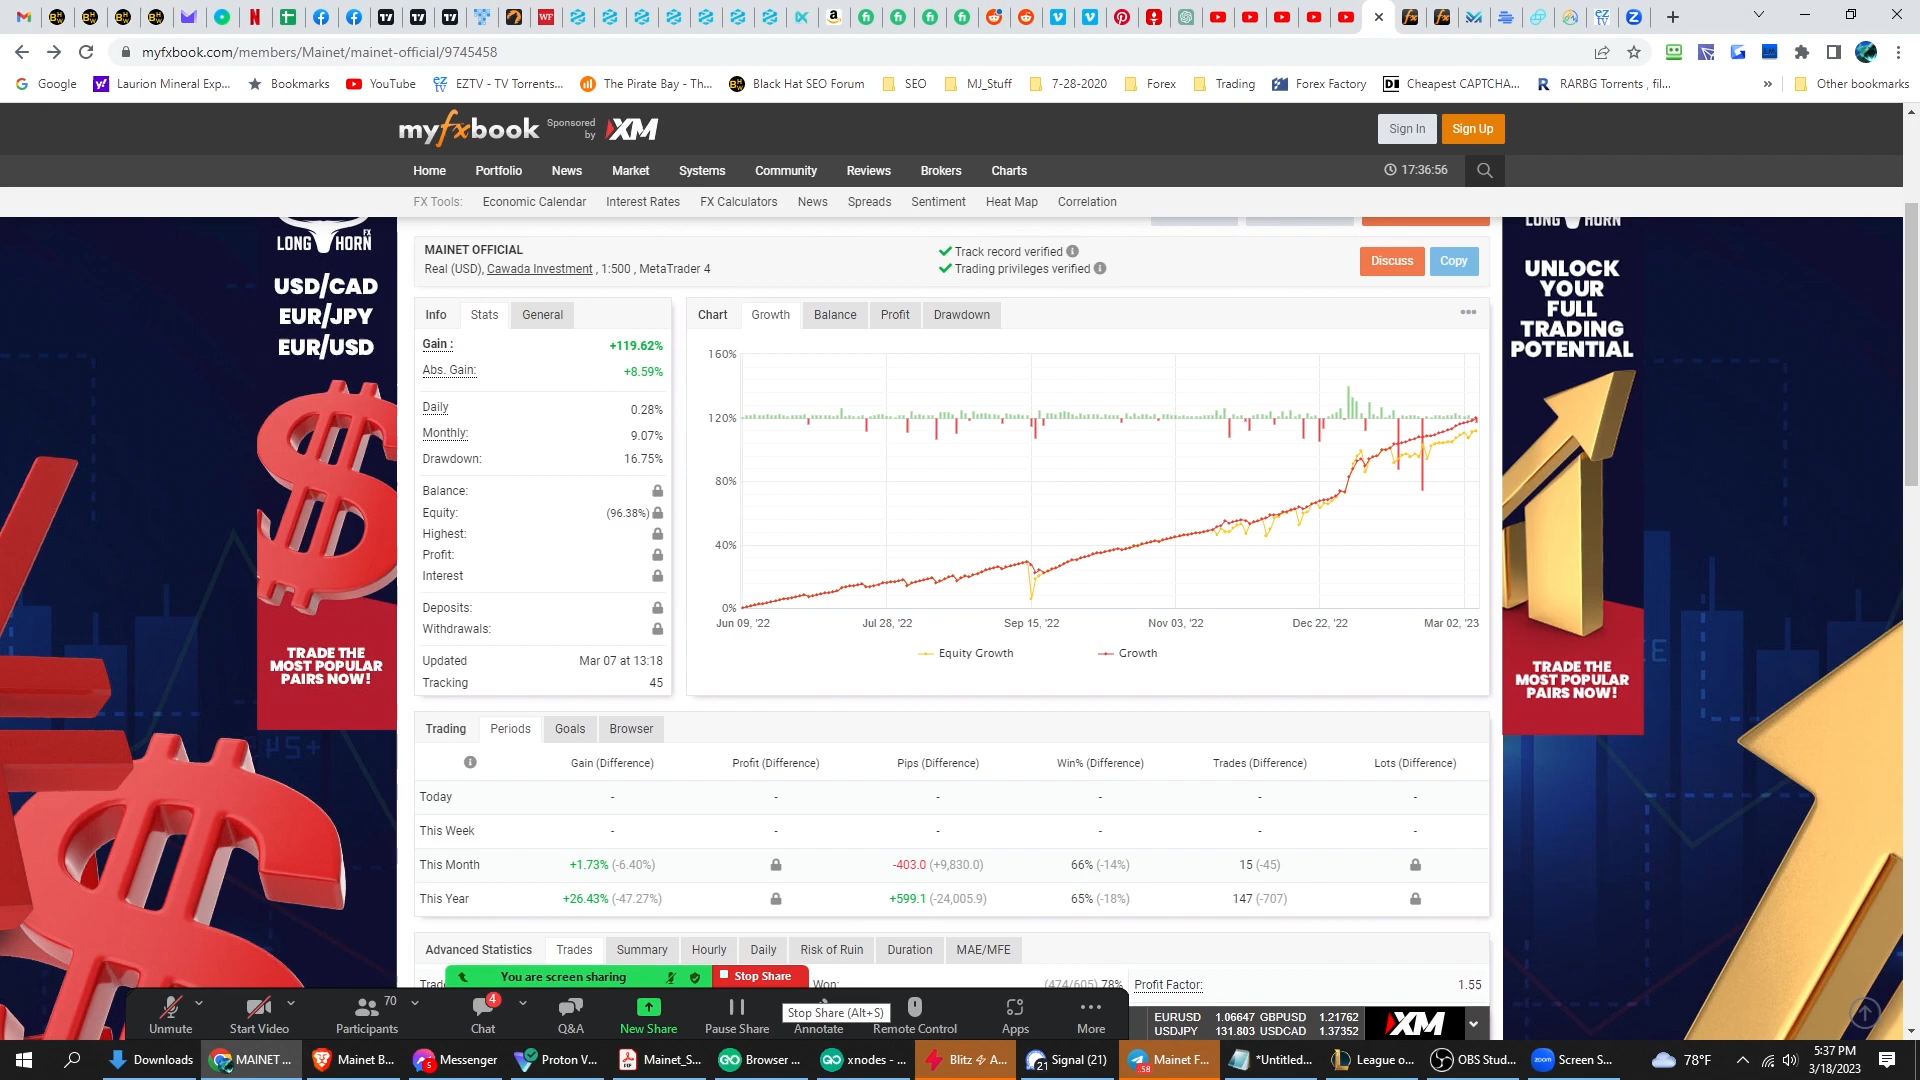 myfxbook.com/members/Mainet/mainet-official/9745458
Google
Laurion Mineral Exp...
Bookmarks
YouTube
EZTV - TV Torrents...
The Pirate Bay - Th...
Black Hat SEO Forum
SEO
MJ_Stuff
7-28-2020
Forex
Trading
Forex Factory
Cheapest CAPTCHA...
RARBG Torrents , fil...
»
Other bookmarks
myfxbook
Sponsored by
XM
Sign In
Sign Up
Home
Portfolio
News
Market
Systems
Community
Reviews
Brokers
Charts
17:36:56
FX Tools:
Economic Calendar
Interest Rates
FX Calculators
News
Spreads
Sentiment
Heat Map
Correlation
LONG HORN FX
USD/CAD
EUR/JPY
EUR/USD
TRADE THE
MOST POPULAR
PAIRS NOW!
LONG HORN
UNLOCK
YOUR
FULL
TRADING
POTENTIAL
TRADE THE
MOST POPULAR
PAIRS NOW!
MAINET OFFICIAL
Real (USD), Cawada Investment , 1:500 , MetaTrader 4
Track record verified
Trading privileges verified
Discuss
Copy
Info
Stats
General
Gain :
+119.62%
Abs. Gain:
+8.59%
Daily
0.28%
Monthly:
9.07%
Drawdown:
16.75%
Balance:
Equity:
(96.38%)
Highest:
Profit:
Interest
Deposits:
Withdrawals:
Updated
Mar 07 at 13:18
Tracking
45
Chart
Growth
Balance
Profit
Drawdown
160%
120%
80%
40%
0%
Jun 09, '22
Jul 28, '22
Sep 15, '22
Nov 03, '22
Dec 22, '22
Mar 02, '23
Equity Growth
Growth
Trading
Periods
Goals
Browser
Gain (Difference)
Profit (Difference)
Pips (Difference)
Win% (Difference)
Trades (Difference)
Lots (Difference)
Today - - - - - -
This Week - - - - - -
This Month +1.73% (-6.40%) -403.0 (+9,830.0) 66% (-14%) 15 (-45)
This Year +26.43% (-47.27%) +599.1 (-24,005.9) 65% (-18%) 147 (-707)
Advanced Statistics
Trades
Summary
Hourly
Daily
Risk of Ruin
Duration
MAE/MFE
You are screen sharing
Stop Share
Won:
(474/605) 78%
Profit Factor:
1.55
Unmute
Start Video
70
Participants
4
Chat
Q&A
New Share
Pause Share
Stop Share (Alt+S)
Annotate
Remote Control
Apps
More
EURUSD 1.06647 GBPUSD 1.21762
USDJPY 131.803 USDCAD 1.37352
XM
Downloads
MAINET ...
Mainet B...
Messenger
Proton V...
Mainet_S...
Browser ...
xnodes - ...
Blitz ⚡ A...
Signal (21)
Mainet F...
*Untitled...
League o...
OBS Stud...
Screen S...
78°F
5:37 PM
3/18/2023